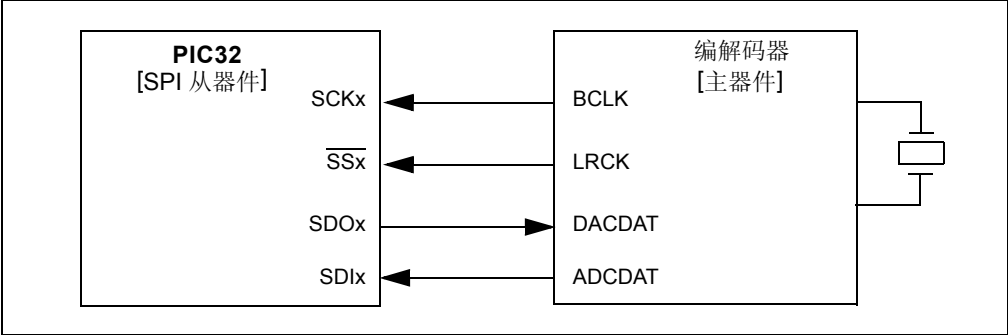 PIC32
[SPI 从器件]
编解码器
[主器件]
SCKx
BCLK
SSx
LRCK
SDOx
DACDAT
SDIx
ADCDAT